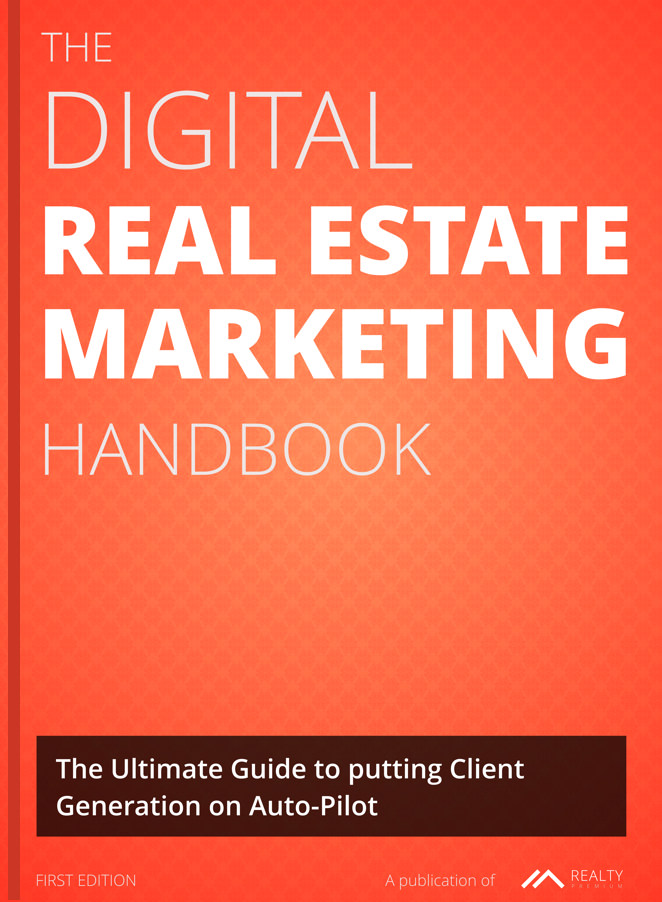 THE
DIGITAL
REAL ESTATE
MARKETING
HANDBOOK
The Ultimate Guide to putting Client
Generation on Auto-Pilot
FIRST EDITION
A publication of
REALTY
PREMIUM